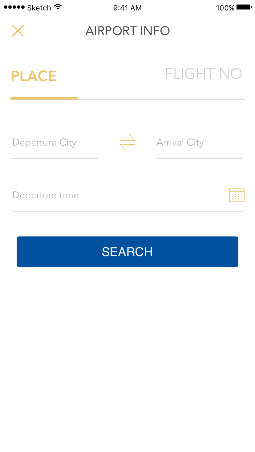 ●●●●● Sketch 9:41 AM 100%
AIRPORT INFO
PLACE FLIGHT NO
Departure City Arrival City
Departure time
SEARCH